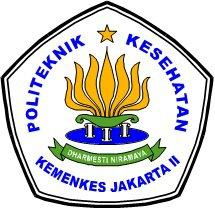 POLITEKNIK KESEHATAN
DHARMESTI NIRAMAYA
KEMENKES JAKARTA II